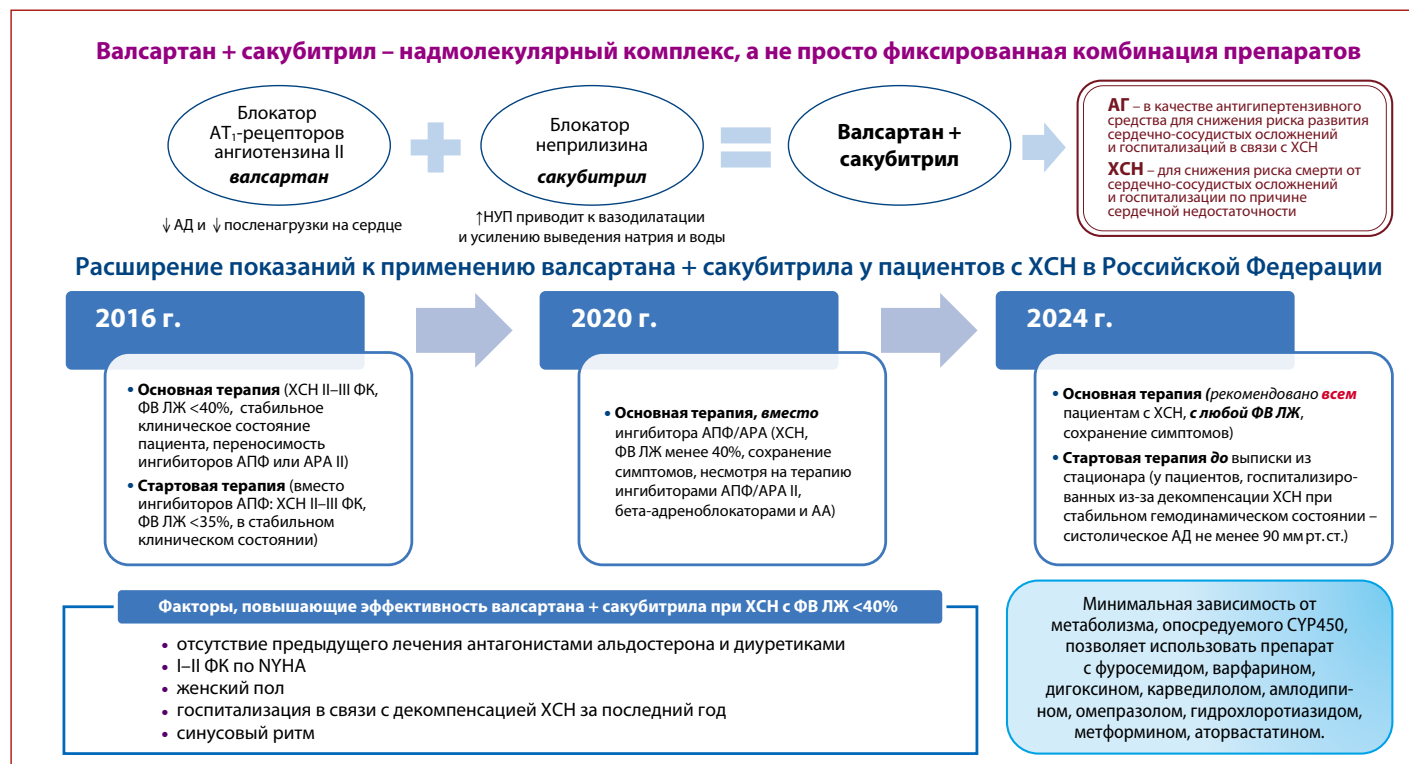 Валсартан + сакубитрил – надмолекулярный комплекс, а не просто фиксированная комбинация препаратов
Блокатор
АТ₁-рецепторов
ангиотензина II
валсартан
↓ АД и ↓ посленагрузки на сердце
Блокатор
неприлизина
сакубитрил
↑НУП приводит к вазодилатации
и усилению выведения натрия и воды
Валсартан +
сакубитрил
АГ – в качестве антигипертензивного
средства для снижения риска развития
сердечно-сосудистых осложнений
и госпитализаций в связи с ХСН
ХСН – для снижения риска смерти от
сердечно-сосудистых осложнений
и госпитализации по причине
сердечной недостаточности
Расширение показаний к применению валсартана + сакубитрила у пациентов с ХСН в Российской Федерации
2016 г.
• Основная терапия (ХСН II–III ФК,
ФВ ЛЖ <40%, стабильное
клиническое состояние
пациента, переносимость
ингибиторов АПФ или АРА II)
• Стартовая терапия (вместо
ингибиторов АПФ: ХСН II–III ФК,
ФВ ЛЖ <35%, в стабильном
клиническом состоянии)
2020 г.
• Основная терапия, вместо
ингибитора АПФ/АРА (ХСН,
ФВ ЛЖ менее 40%, сохранение
симптомов, несмотря на терапию
ингибиторами АПФ/АРА II,
бета-адреноблокаторами и АА)
2024 г.
• Основная терапия (рекомендовано всем
пациентам с ХСН, с любой ФВ ЛЖ,
сохранение симптомов)
• Стартовая терапия до выписки из
стационара (у пациентов, госпитализиро-
ванных из-за декомпенсации ХСН при
стабильном гемодинамическом состоянии –
систолическое АД не менее 90 мм рт. ст.)
Факторы, повышающие эффективность валсартана + сакубитрила при ХСН с ФВ ЛЖ <40%
• отсутствие предыдущего лечения антагонистами альдостерона и диуретиками
• I–II ФК по NYHA
• женский пол
• госпитализация в связи с декомпенсацией ХСН за последний год
• синусовый ритм
Минимальная зависимость от
метаболизма, опосредуемого CYP450,
позволяет использовать препарат
с фуросемидом, варфарином,
дигоксином, карведилолом, амлодипи-
ном, омепразолом, гидрохлоротиазидом,
метформином, аторвастатином.